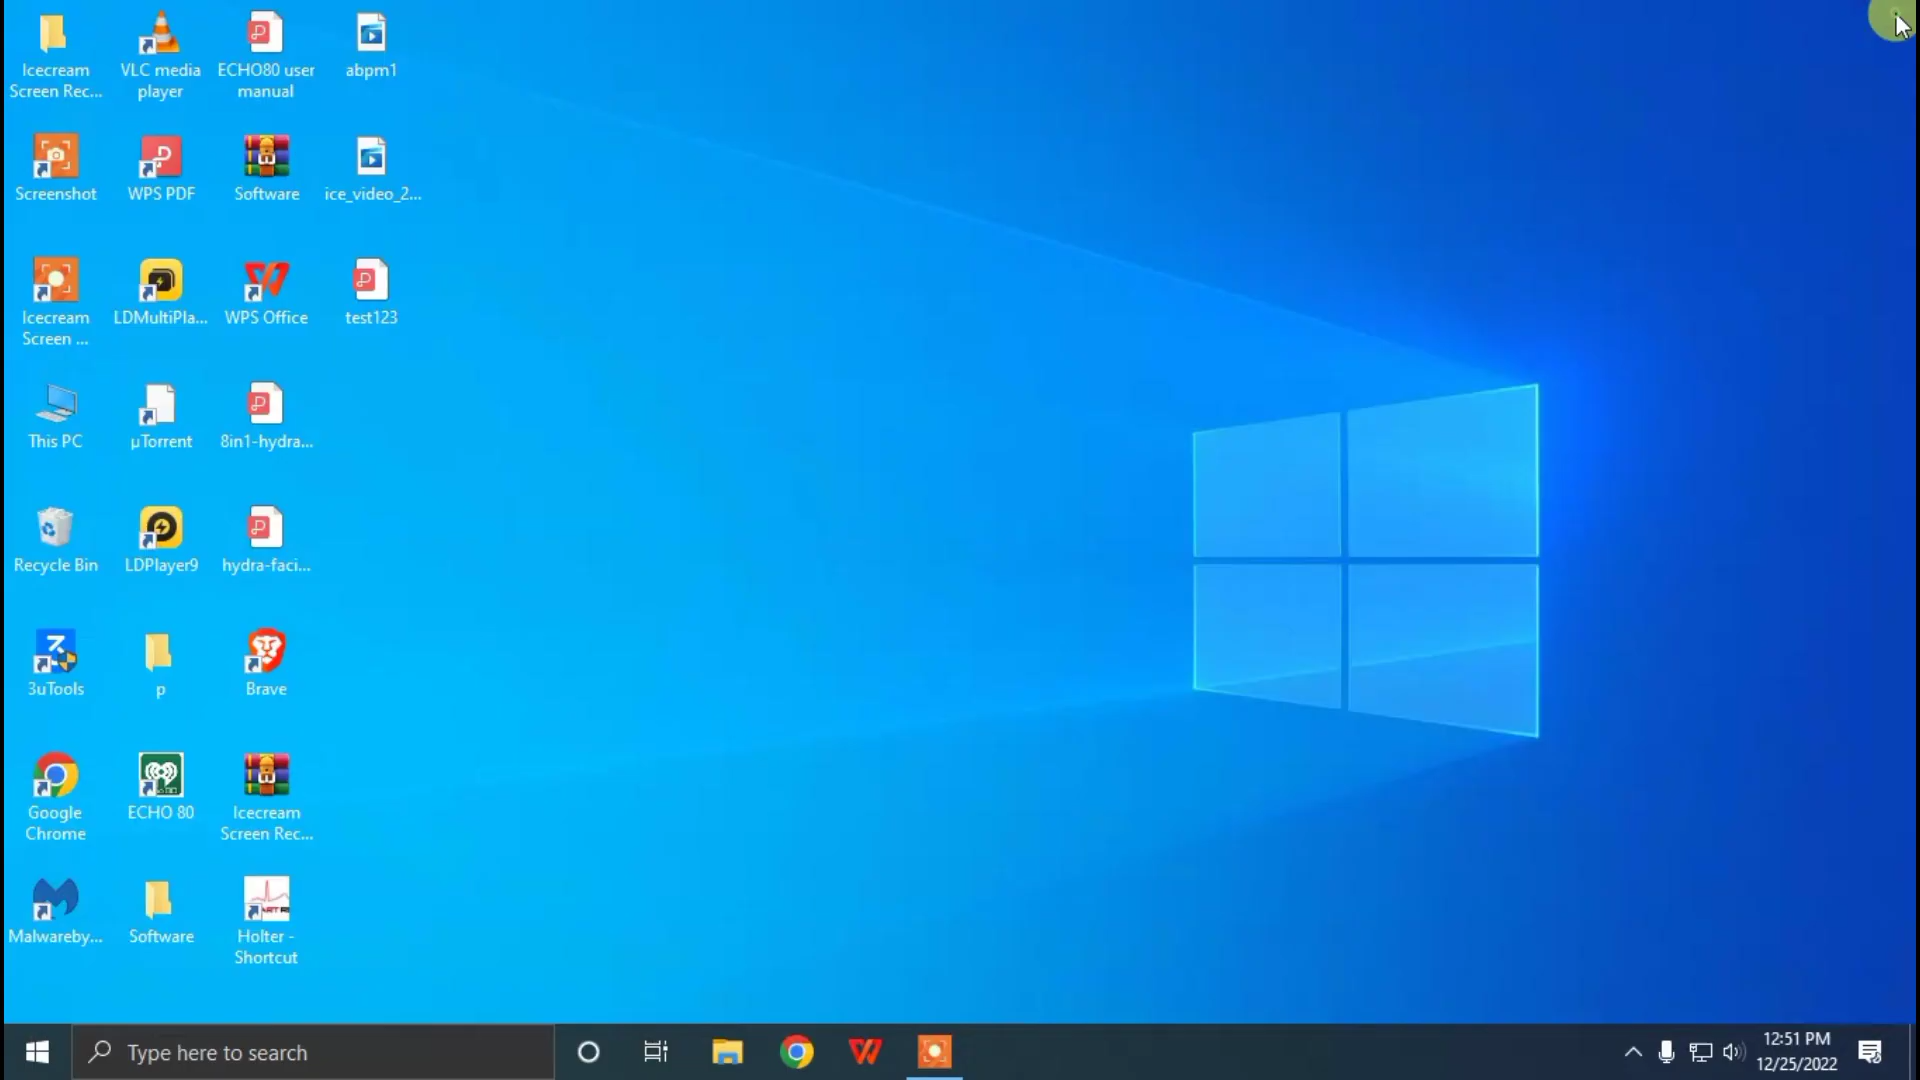 Icecream
Screen Rec...
VLC media
player
ECHO80 user
manual
abpm1
Screenshot
WPS PDF
Software
ice_video_2...
Icecream
Screen ...
LDMultiPla...
WPS Office
test123
This PC
µTorrent
8in1-hydra...
Recycle Bin
LDPlayer9
hydra-faci...
3uTools
p
Brave
Google
Chrome
ECHO 80
Icecream
Screen Rec...
Malwareby...
Software
Holter -
Shortcut
Type here to search
12:51 PM
12/25/2022